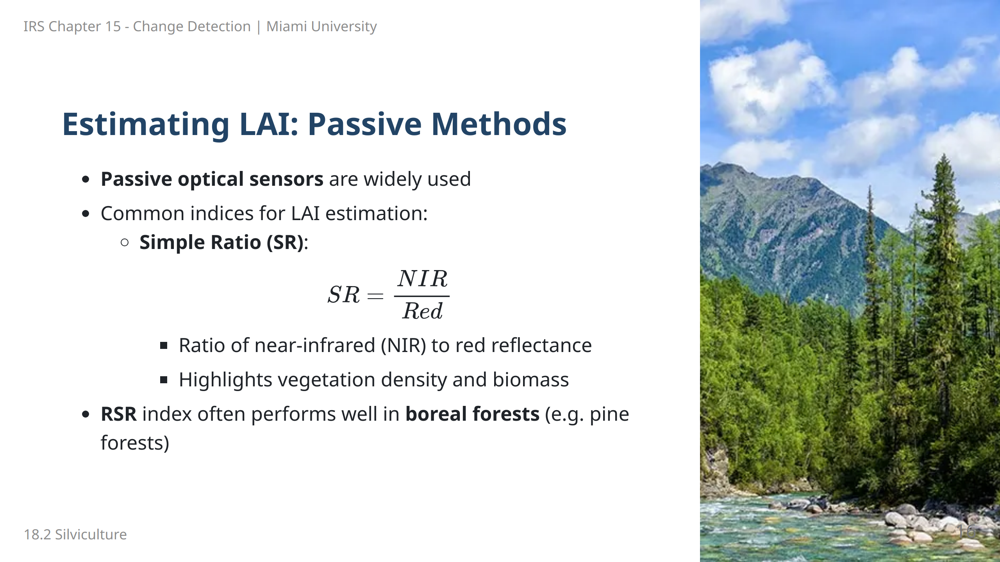 IRS Chapter 15 - Change Detection | Miami University
Estimating LAI: Passive Methods
• Passive optical sensors are widely used
• Common indices for LAI estimation:
○ Simple Ratio (SR):
SR = NIR / Red
▪ Ratio of near-infrared (NIR) to red reflectance
▪ Highlights vegetation density and biomass
• RSR index often performs well in boreal forests (e.g. pine
forests)
18.2 Silviculture
16